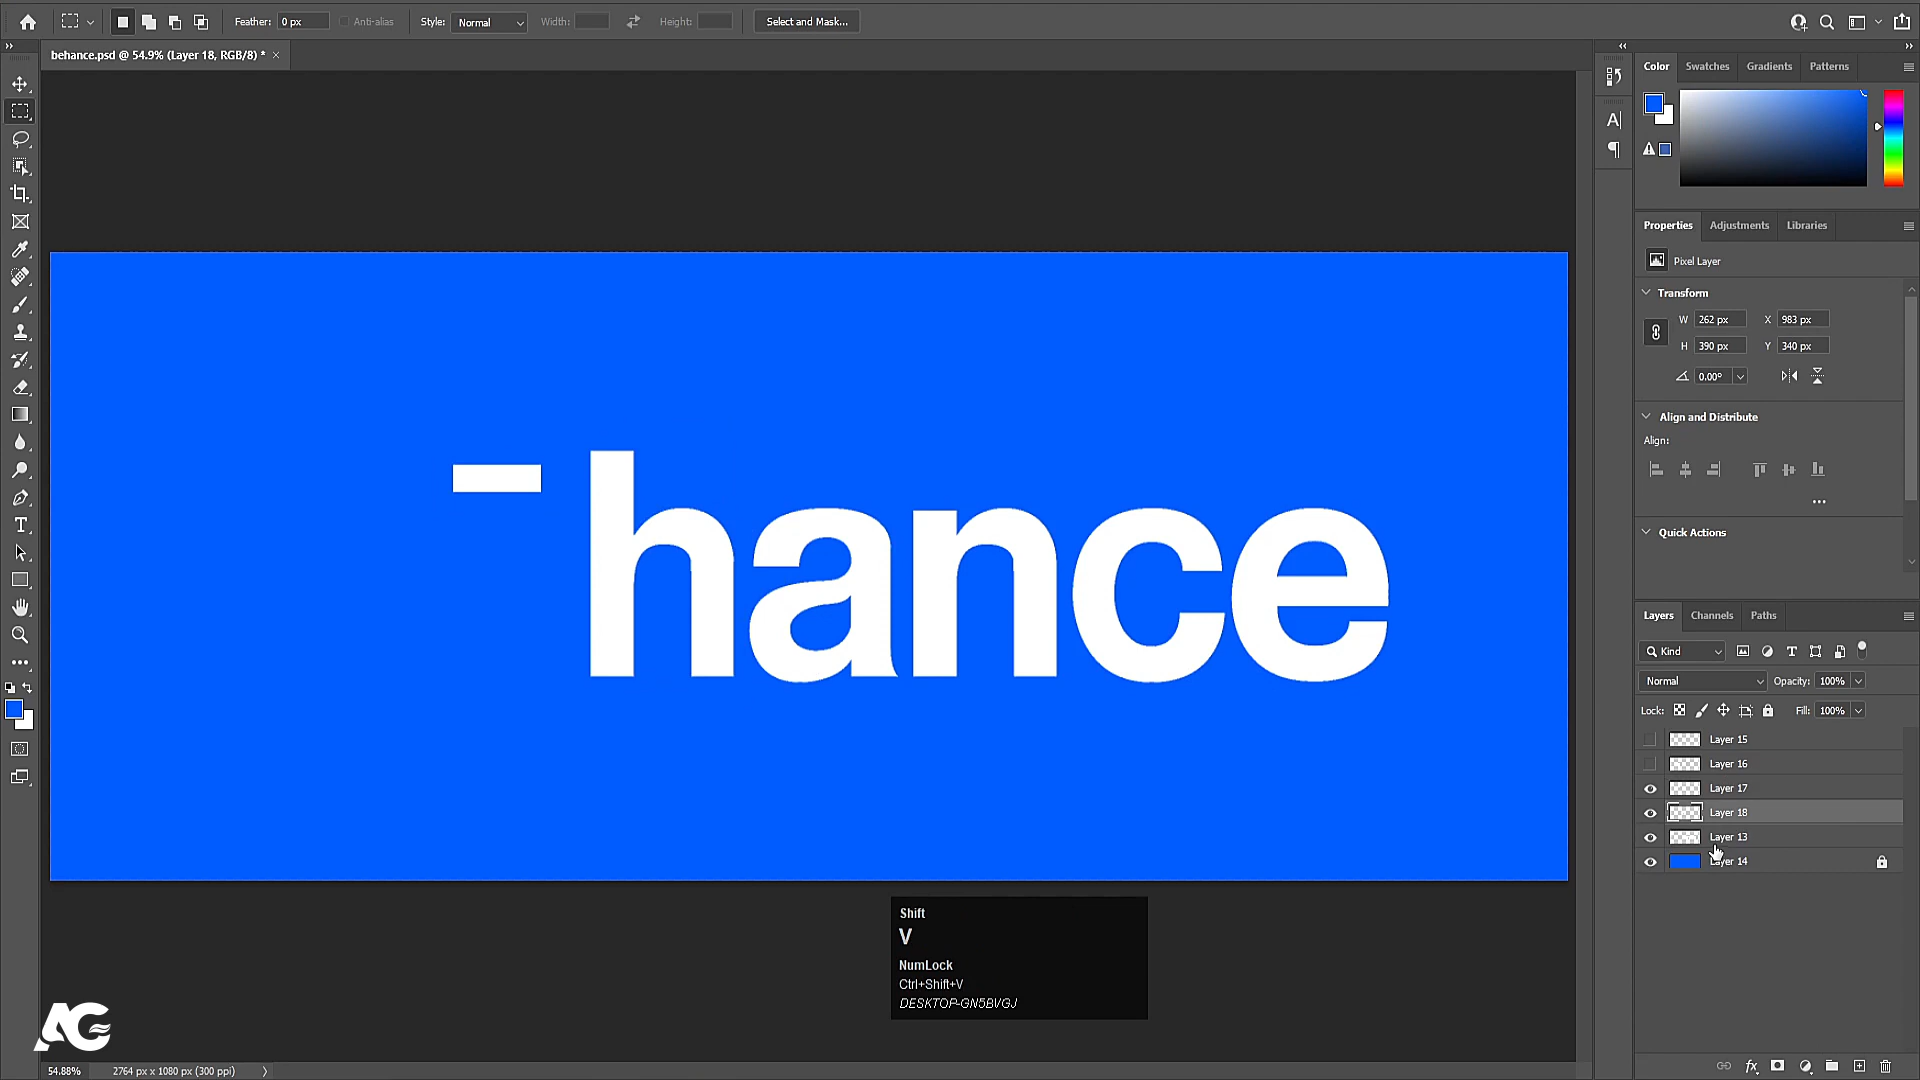 Feather: 0 px Anti-alias Style: Normal Width: Height: Select and Mask...
behance.psd @ 54.9% (Layer 18, RGB/8) * ×
Color Swatches Gradients Patterns
Properties Adjustments Libraries
Pixel Layer
Transform
W 262 px X 983 px
H 390 px Y 340 px
0.00°
Align and Distribute
Align:
Quick Actions
hance
Layers Channels Paths
Kind
Normal Opacity: 100%
Lock: Fill: 100%
Layer 15
Layer 16
Layer 17
Layer 18
Layer 13
Layer 14
Shift
V
NumLock
Ctrl+Shift+V
DESKTOP-GN5BVGJ
AG
54.88% 2764 px x 1080 px (300 ppi)